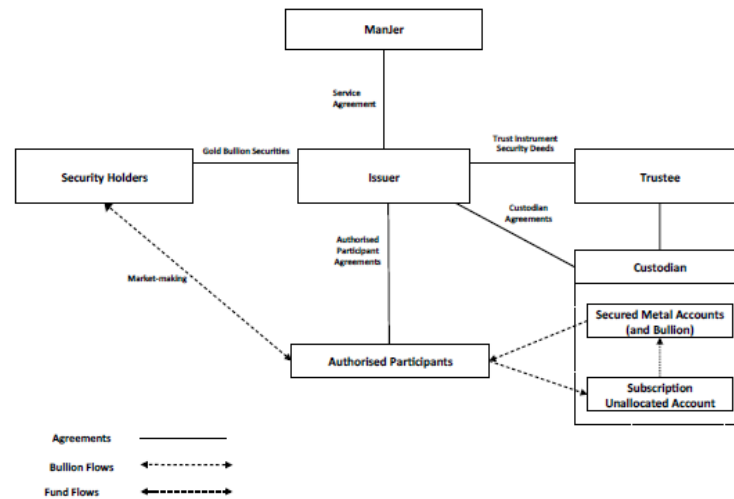 ManJer
Service
Agreement
Gold Bullion Securities
Trust Instrument
Security Deeds
Security Holders
Issuer
Trustee
Custodian
Agreements
Authorised
Participant
Agreements
Custodian
Market-making
Secured Metal Accounts
(and Bullion)
Authorised Participants
Subscription
Unallocated Account
Agreements
Bullion Flows
Fund Flows